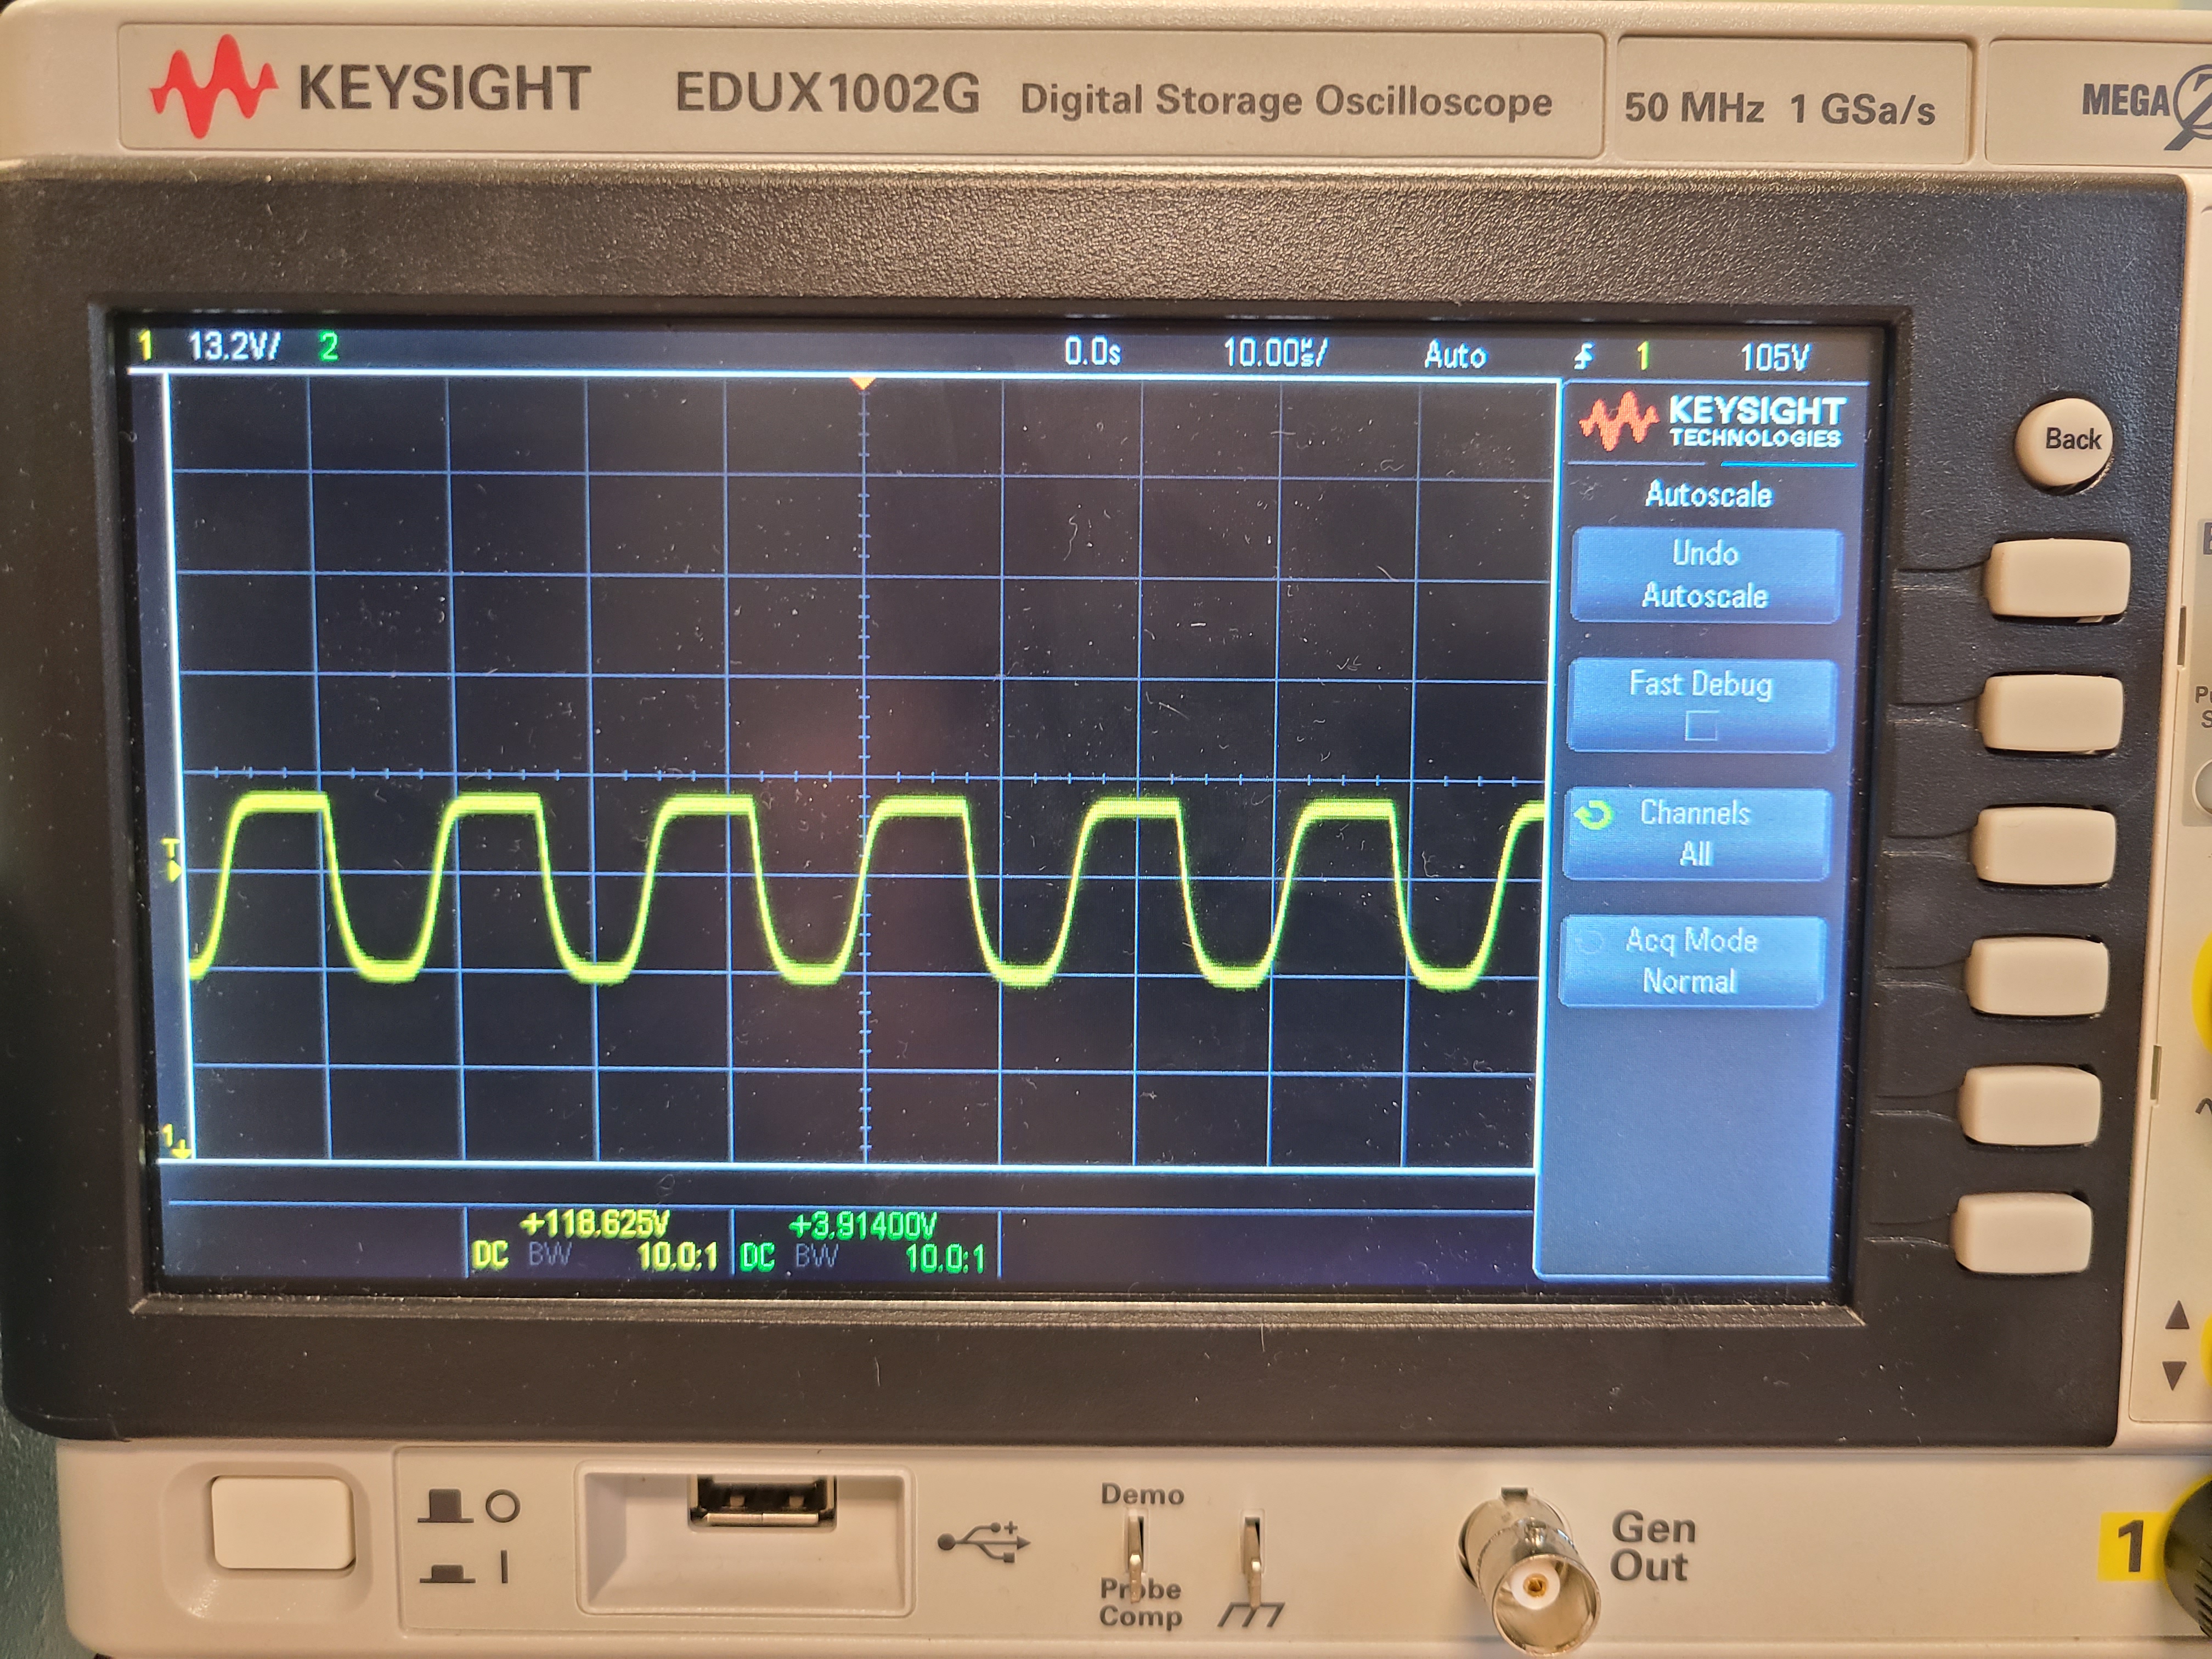 KEYSIGHT EDUX1002G Digital Storage Oscilloscope 50 MHz 1 GSa/s MEGA
1 13.2V/ 2 0.0s 10.00µs/ Auto 1 105V
KEYSIGHT
TECHNOLOGIES
Back
Autoscale
Undo
Autoscale
Fast Debug
Channels
All
Acq Mode
Normal
T
1
+118.625V +3.91400V
DC BW 10.0:1 DC BW 10.0:1
Demo
Probe
Comp
Gen
Out
1